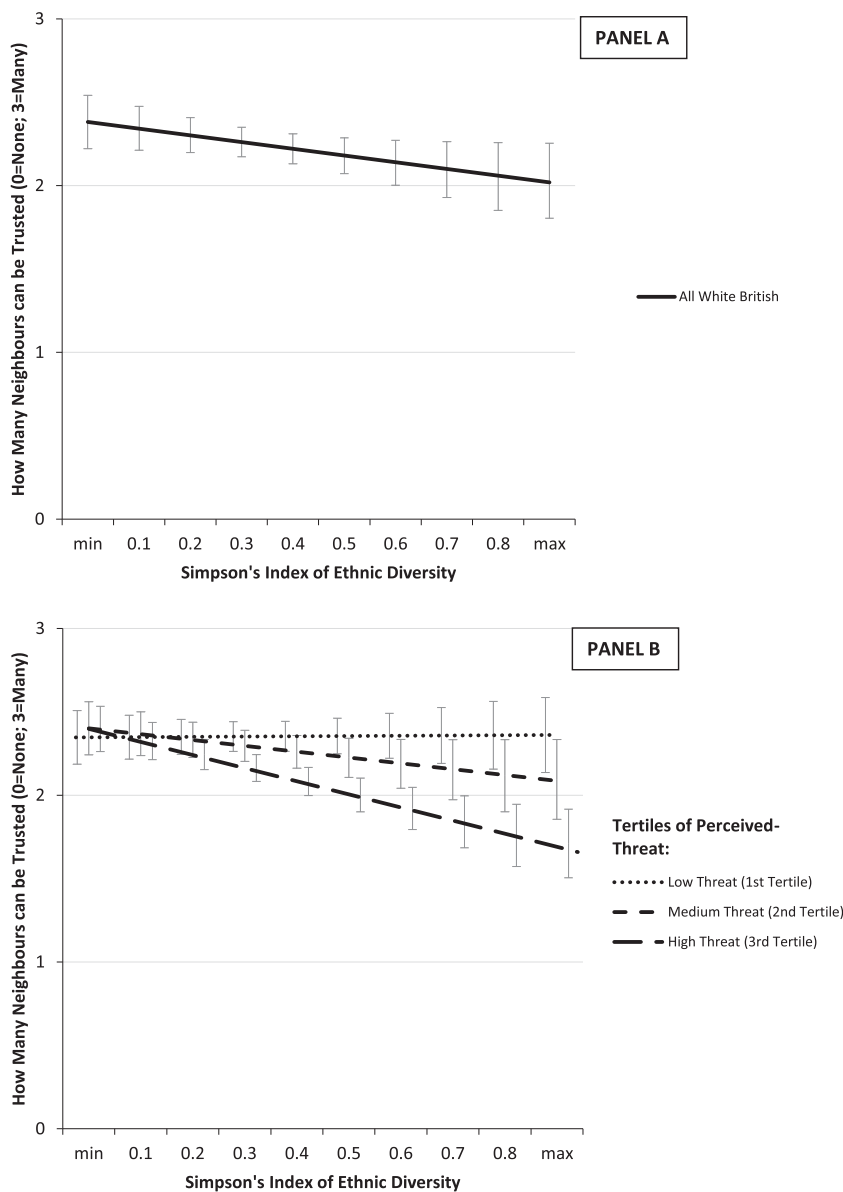 PANEL A
How Many Neighbours can be Trusted (0=None; 3=Many)
3
2
1
0
min 0.1 0.2 0.3 0.4 0.5 0.6 0.7 0.8 max
Simpson's Index of Ethnic Diversity
All White British
PANEL B
How Many Neighbours can be Trusted (0=None; 3=Many)
3
2
1
0
min 0.1 0.2 0.3 0.4 0.5 0.6 0.7 0.8 max
Simpson's Index of Ethnic Diversity
Tertiles of Perceived-
Threat:
Low Threat (1st Tertile)
Medium Threat (2nd Tertile)
High Threat (3rd Tertile)